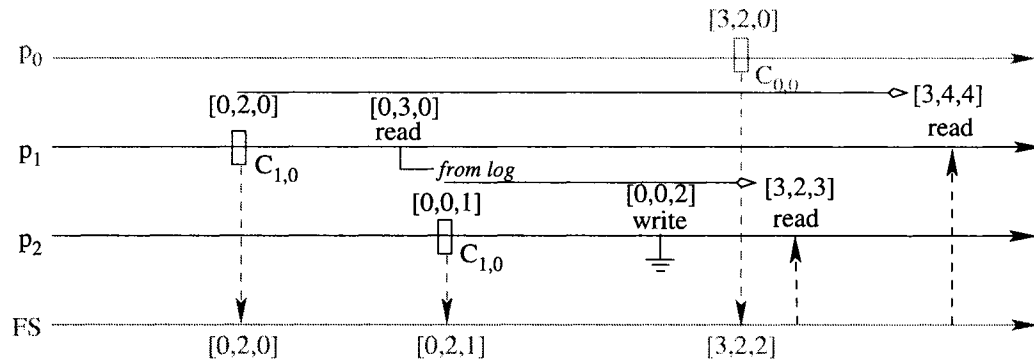 [3,2,0]
p0
C0,0
[0,2,0] [0,3,0] [3,4,4]
read read
p1
C1,0 from log
[0,0,1] [0,0,2] [3,2,3]
write read
p2
C1,0
FS
[0,2,0] [0,2,1] [3,2,2]